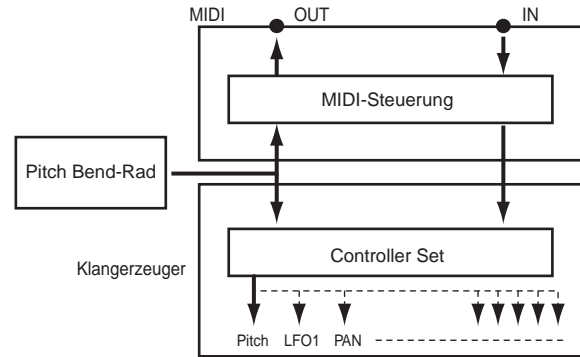 MIDI OUT IN
MIDI-Steuerung
Pitch Bend-Rad
Controller Set
Klangerzeuger
Pitch LFO1 PAN